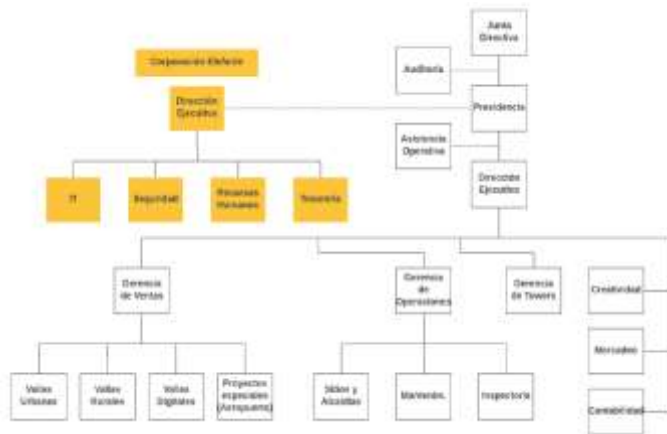 Junta
Directiva
Corporación
Auditoría
Dirección
Ejecutiva
Presidencia
Asistencia
Operativa
Dirección
Ejecutiva
IT
Seguridad
Recursos
Humanos
Tesorería
Gerencia
de Ventas
Gerencia
de
Operaciones
Gerencia
de Towers
Creatividad
Mercadeo
Contabilidad
Vallas
Urbanas
Vallas
Rurales
Vallas
Digitales
Proyectos
especiales
(Aeropuerto)
Sitios y
Alcaldías
Mantenim.
Inspectoría